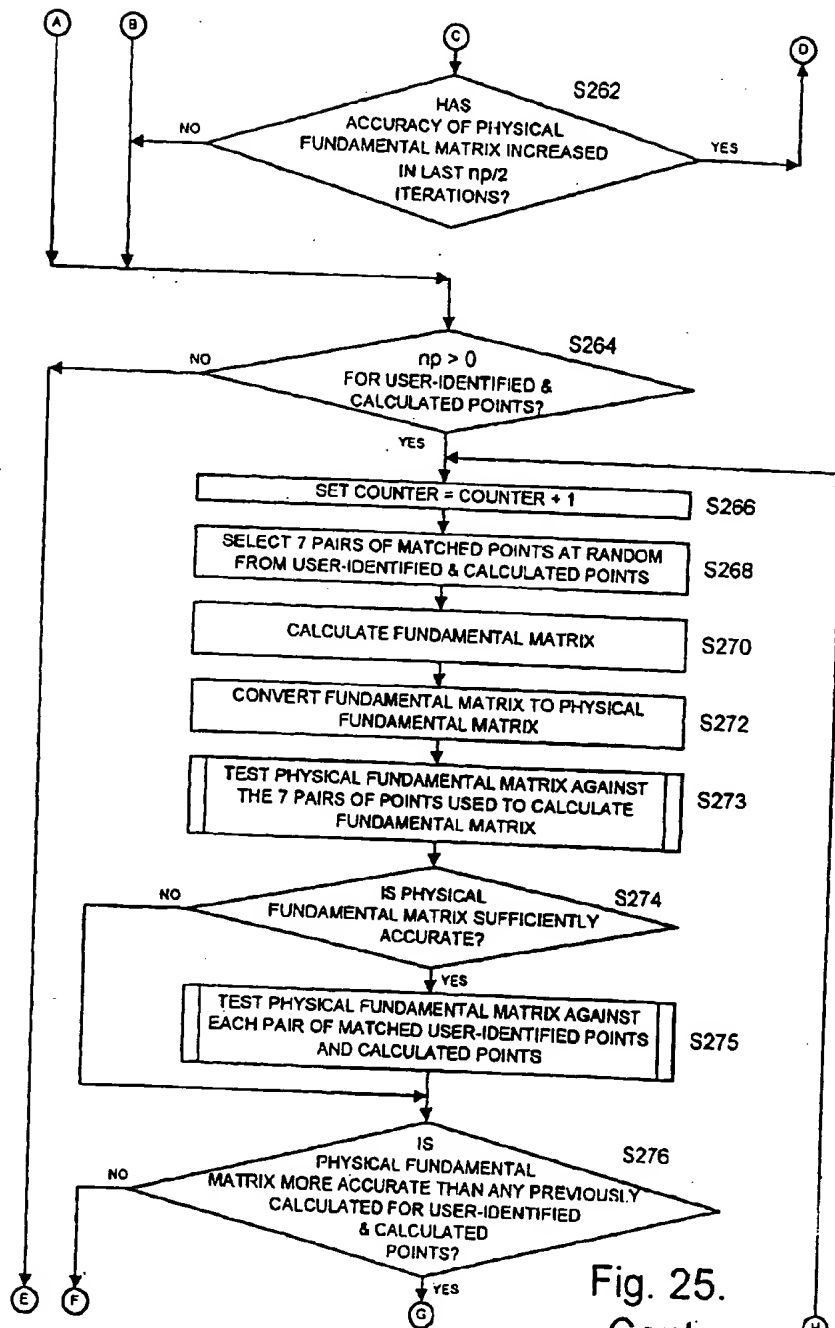 A
B
C
D
S262
HAS
ACCURACY OF PHYSICAL
FUNDAMENTAL MATRIX INCREASED
IN LAST np/2
ITERATIONS?
NO
YES
S264
np > 0
FOR USER-IDENTIFIED &
CALCULATED POINTS?
NO
YES
SET COUNTER = COUNTER + 1
S266
SELECT 7 PAIRS OF MATCHED POINTS AT RANDOM
FROM USER-IDENTIFIED & CALCULATED POINTS
S268
CALCULATE FUNDAMENTAL MATRIX
S270
CONVERT FUNDAMENTAL MATRIX TO PHYSICAL
FUNDAMENTAL MATRIX
S272
TEST PHYSICAL FUNDAMENTAL MATRIX AGAINST
THE 7 PAIRS OF POINTS USED TO CALCULATE
FUNDAMENTAL MATRIX
S273
NO
IS PHYSICAL
FUNDAMENTAL MATRIX SUFFICIENTLY
ACCURATE?
S274
YES
TEST PHYSICAL FUNDAMENTAL MATRIX AGAINST
EACH PAIR OF MATCHED USER-IDENTIFIED POINTS
AND CALCULATED POINTS
S275
NO
IS
PHYSICAL FUNDAMENTAL
MATRIX MORE ACCURATE THAN ANY PREVIOUSLY
CALCULATED FOR USER-IDENTIFIED
& CALCULATED
POINTS?
S276
YES
E
F
G
H
Fig. 25.